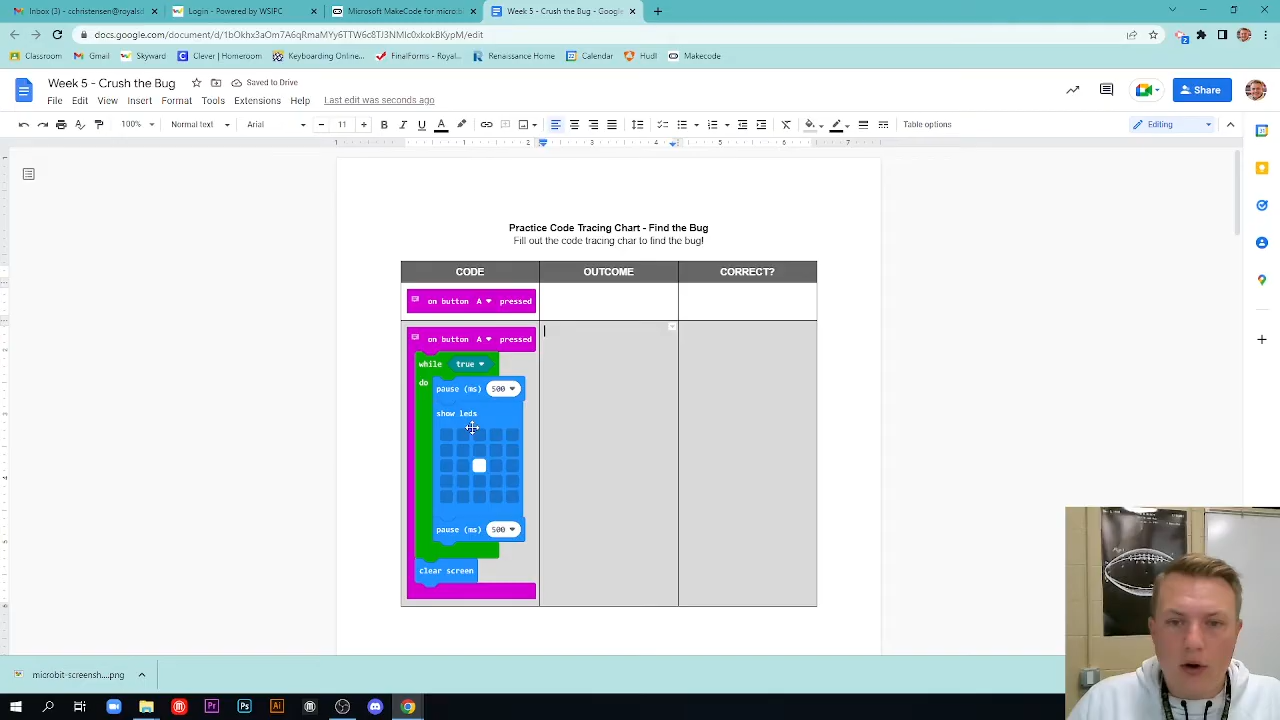 Inbox (3) - cchristensen@royalsd
Login - Powered by WSIPC
Microsoft MakeCode for microb
Week 5 - Crush the Bug - Google
docs.google.com/document/d/
/edit
Classroom
Gmail
Skyward
Clever | Homeroom
Keyboarding Online...
FinalForms - Royal...
Renaissance Home
Calendar
Hudl
Makecode
Week 5 - Crush the Bug
Saved to Drive
File Edit View Insert Format Tools Extensions Help Last edit was seconds ago
Share
100% Normal text Arial 11 Table options Editing
Practice Code Tracing Chart - Find the Bug
Fill out the code tracing char to find the bug!
CODE OUTCOME CORRECT?
on button A pressed
on button A pressed
while true
do
pause (ms) 500
show leds
pause (ms) 500
clear screen
microbit-screensh....png